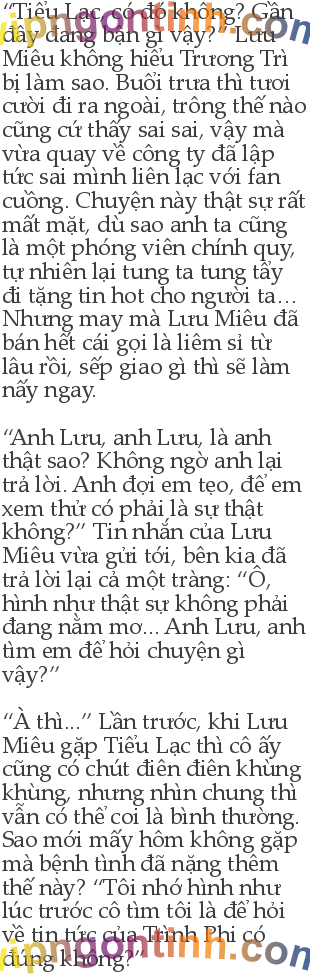 “Tiểu Lạc, có đó không? Gần
đây đang bận gì vậy?” Lưu
Miêu không hiểu Trương Trì
bị làm sao. Buổi trưa thì tươi
cười đi ra ngoài, trông thế nào
cũng cứ thấy sai sai, vậy mà
vừa quay về công ty đã lập
tức sai mình liên lạc với fan
cuồng. Chuyện này thật sự rất
mất mặt, dù sao anh ta cũng
là một phóng viên chính quy,
tự nhiên lại tung ta tung tẩy
đi tặng tin hot cho người ta...
Nhưng may mà Lưu Miêu đã
bán hết cái gọi là liêm sỉ từ
lâu rồi, sếp giao gì thì sẽ làm
nấy ngay.

“Anh Lưu, anh Lưu, là anh
thật sao? Không ngờ anh lại
trả lời. Anh đợi em tẹo, để em
xem thử có phải là sự thật
không?” Tin nhắn của Lưu
Miêu vừa gửi tới, bên kia đã
trả lời lại cả một tràng: “Ô,
hình như thật sự không phải
đang nằm mơ... Anh Lưu, anh
tìm em để hỏi chuyện gì
vậy?”

“À thì...” Lần trước, khi Lưu
Miêu gặp Tiểu Lạc thì cô ấy
cũng có chút điên điên khùng
khùng, nhưng nhìn chung thì
vẫn có thể coi là bình thường.
Sao mới mấy hôm không gặp
mà bệnh tình đã nặng thêm
thế này? “Tôi nhớ hình như
lúc trước cô tìm tôi là để hỏi
về tin tức của Trình Phi có
đúng không?”
vipngontinh.com
vipngontinh.com